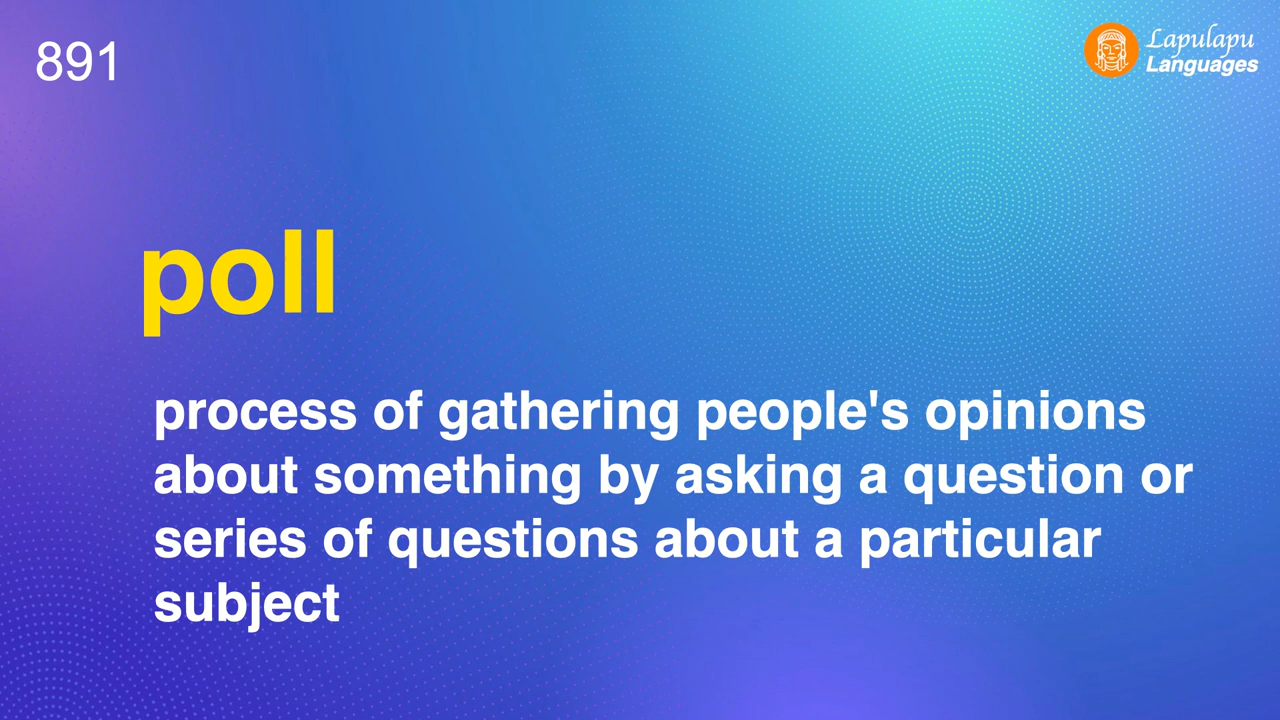 891
Lapulapu
Languages
poll
process of gathering people's opinions
about something by asking a question or
series of questions about a particular
subject